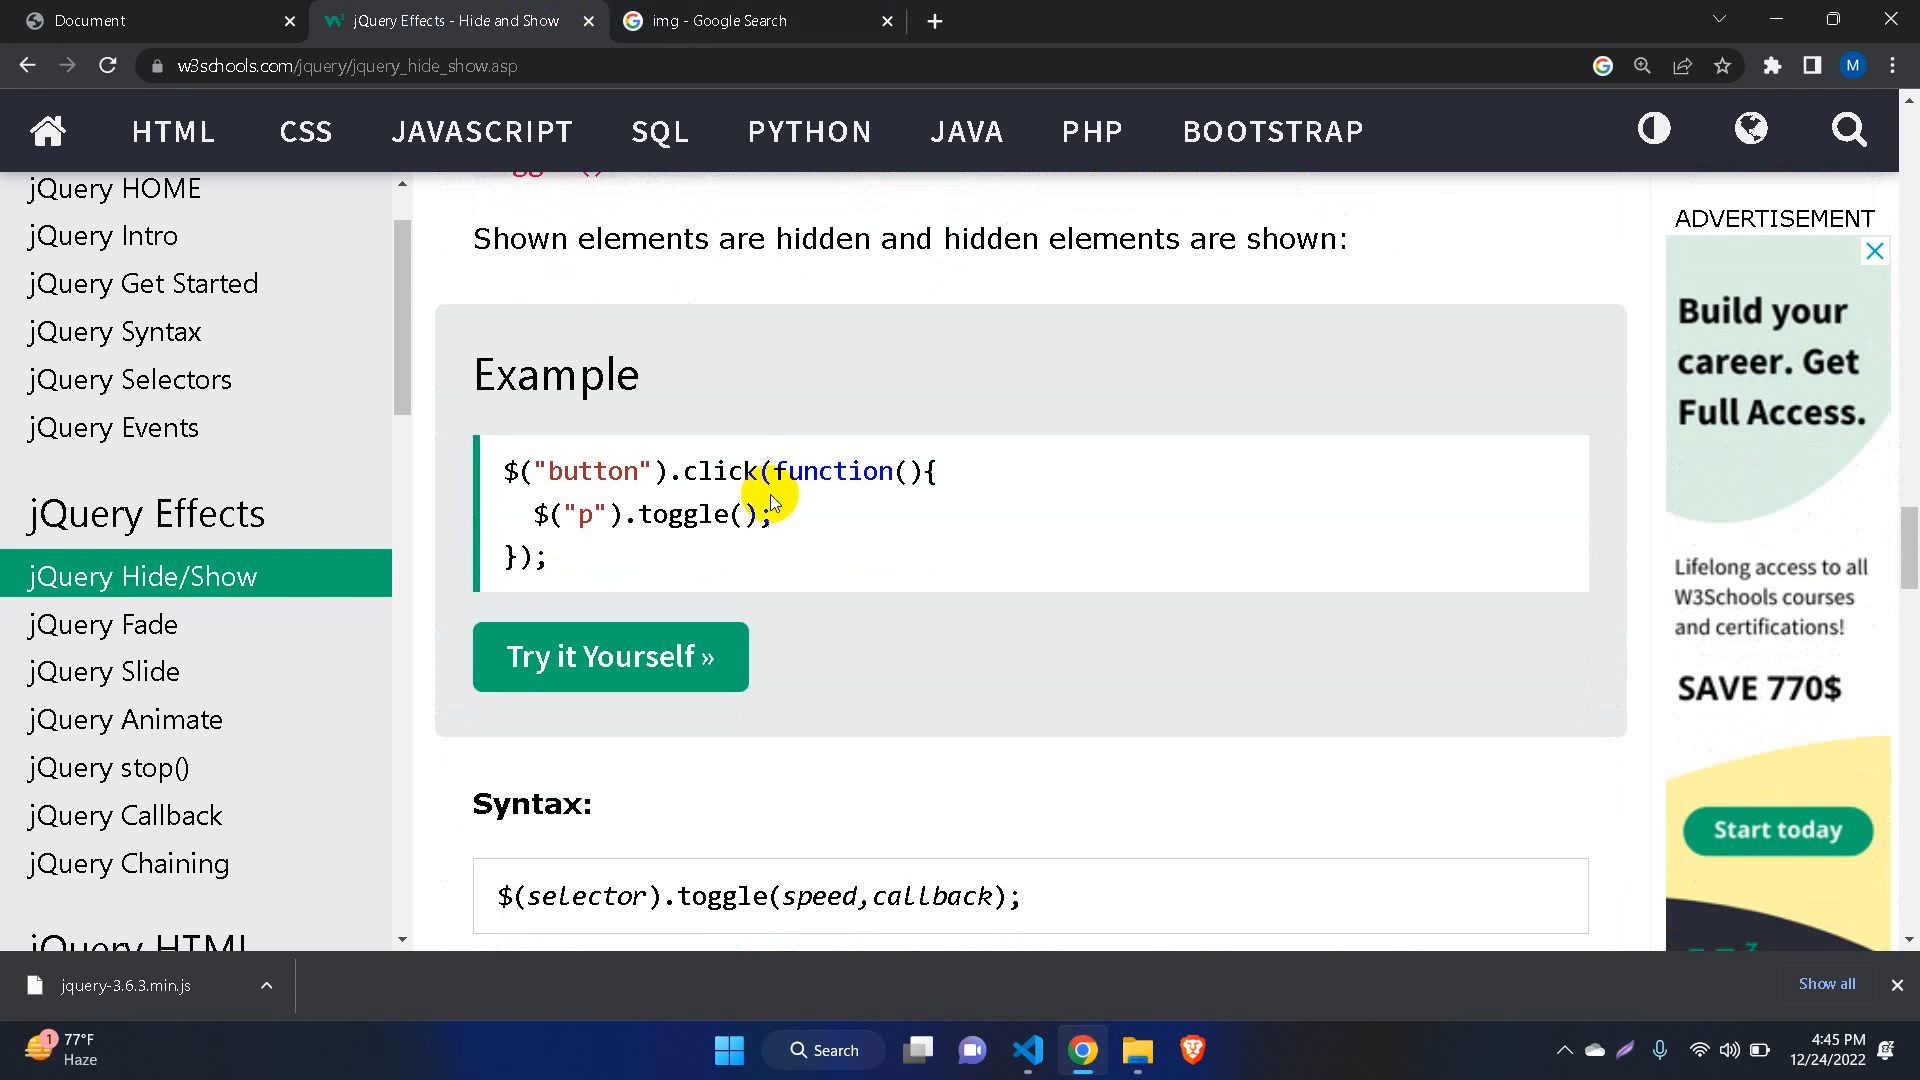 Document
jQuery Effects - Hide and Show
img - Google Search
w3schools.com/jquery/jquery_hide_show.asp
M
HTML
CSS
JAVASCRIPT
SQL
PYTHON
JAVA
PHP
BOOTSTRAP
jQuery HOME
jQuery Intro
jQuery Get Started
jQuery Syntax
jQuery Selectors
jQuery Events
jQuery Effects
jQuery Hide/Show
jQuery Fade
jQuery Slide
jQuery Animate
jQuery stop()
jQuery Callback
jQuery Chaining
jQuery HTML
Shown elements are hidden and hidden elements are shown:
Example
$("button").click(function(){
$("p").toggle();
});
Try it Yourself »
Syntax:
$(selector).toggle(speed,callback);
ADVERTISEMENT
Build your
career. Get
Full Access.
Lifelong access to all
W3Schools courses
and certifications!
SAVE 770$
Start today
jquery-3.6.3.min.js
Show all
1
77°F
Haze
Search
4:45 PM
12/24/2022